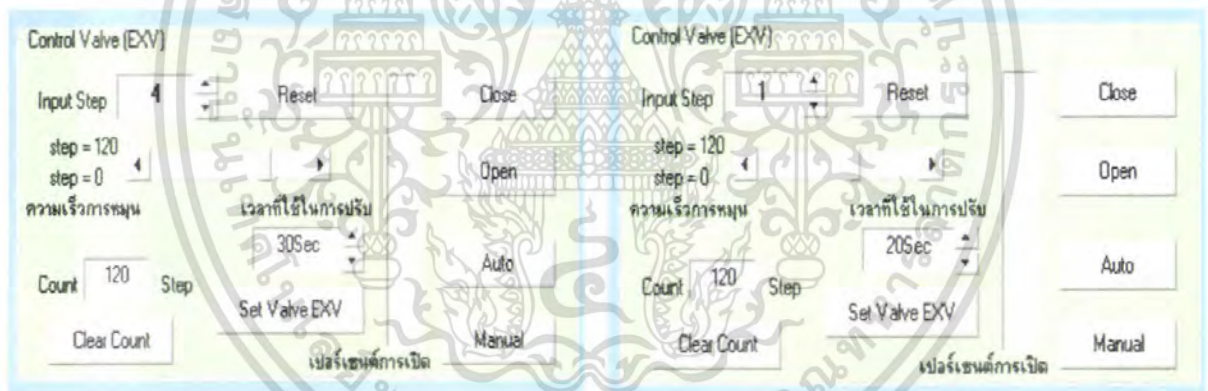 Control Valve (EXV)
Input Step 4 Reset Close
step = 120
step = 0 Open
ความเร็วการหมุน เวลาที่ใช้ในการปรับ
30Sec Auto
Count 120 Step
Set Valve EXV
Clear Count Manual
เปอร์เซนต์การเปิด
Control Valve (EXV)
Input Step 1 Reset Close
step = 120
step = 0 Open
ความเร็วการหมุน เวลาที่ใช้ในการปรับ
20Sec Auto
Count 120 Step
Set Valve EXV
Clear Count Manual
เปอร์เซนต์การเปิด